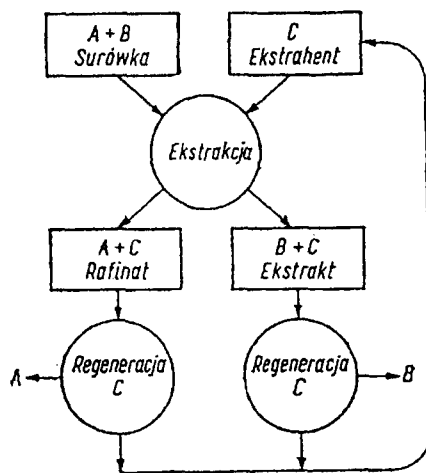 A + B
Surówka
C
Ekstrahent
Ekstrakcja
A + C
Rafinat
B + C
Ekstrakt
A
Regeneracja
C
Regeneracja
C
B